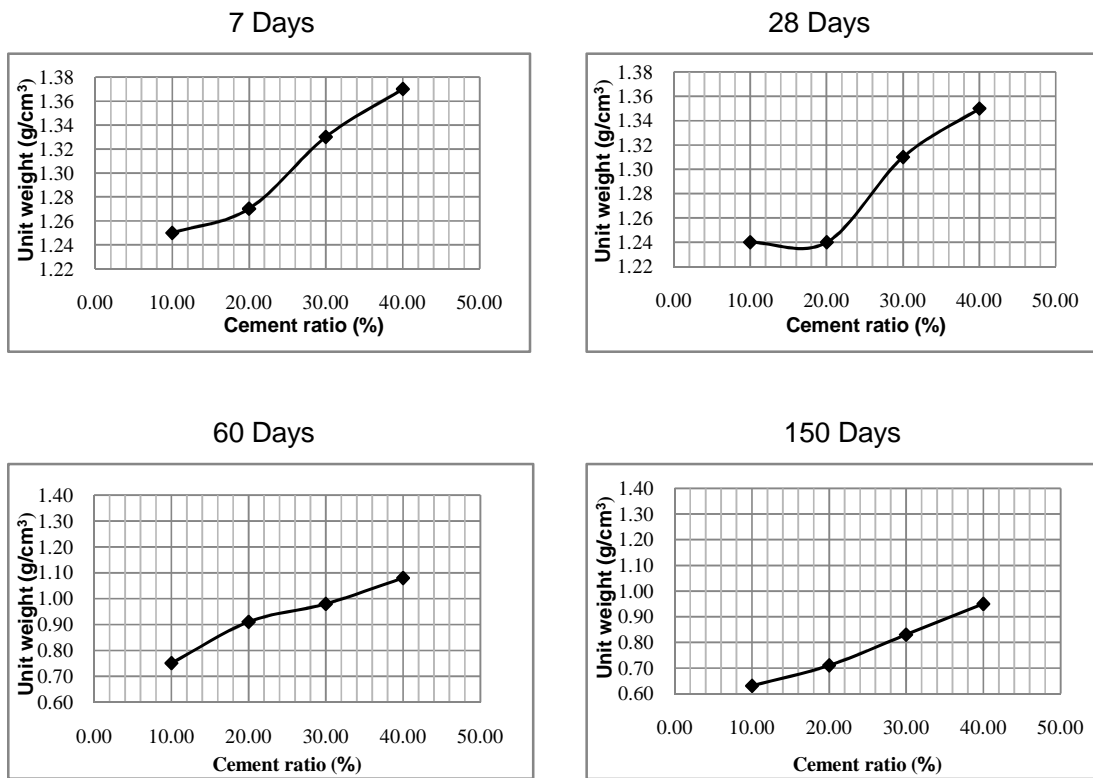 7 Days
28 Days
Unit weight (g/cm³)
1.38
1.36
1.34
1.32
1.30
1.28
1.26
1.24
1.22
0.00 10.00 20.00 30.00 40.00 50.00
Cement ratio (%)
Unit weight (g/cm³)
1.38
1.36
1.34
1.32
1.30
1.28
1.26
1.24
1.22
0.00 10.00 20.00 30.00 40.00 50.00
Cement ratio (%)
60 Days
150 Days
Unit weight (g/cm³)
1.40
1.30
1.20
1.10
1.00
0.90
0.80
0.70
0.60
0.00 10.00 20.00 30.00 40.00 50.00
Cement ratio (%)
Unit weight (g/cm³)
1.40
1.30
1.20
1.10
1.00
0.90
0.80
0.70
0.60
0.00 10.00 20.00 30.00 40.00 50.00
Cement ratio (%)